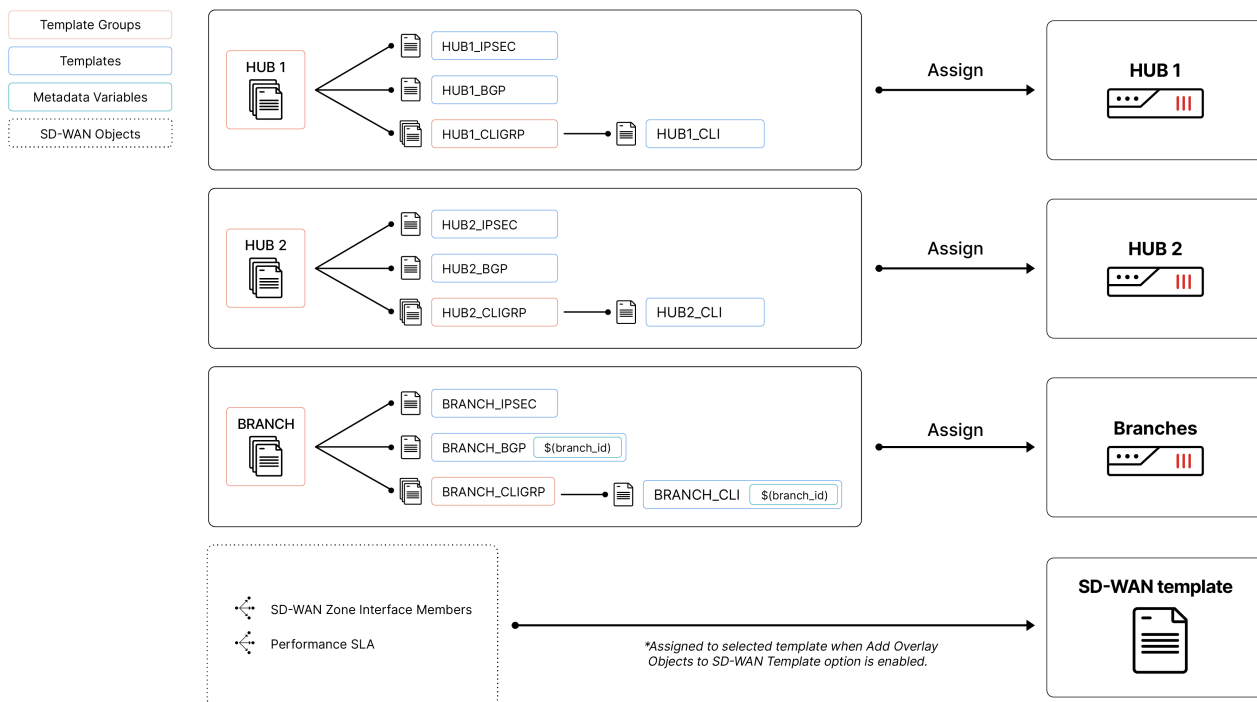 Template Groups
Templates
Metadata Variables
SD-WAN Objects
HUB 1
HUB1_IPSEC
HUB1_BGP
HUB1_CLIGRP
HUB1_CLI
Assign
HUB 1
HUB 2
HUB2_IPSEC
HUB2_BGP
HUB2_CLIGRP
HUB2_CLI
Assign
HUB 2
BRANCH
BRANCH_IPSEC
BRANCH_BGP $(branch_id)
BRANCH_CLIGRP
BRANCH_CLI $(branch_id)
Assign
Branches
SD-WAN Zone Interface Members
Performance SLA
*Assigned to selected template when Add Overlay
Objects to SD-WAN Template option is enabled.
SD-WAN template